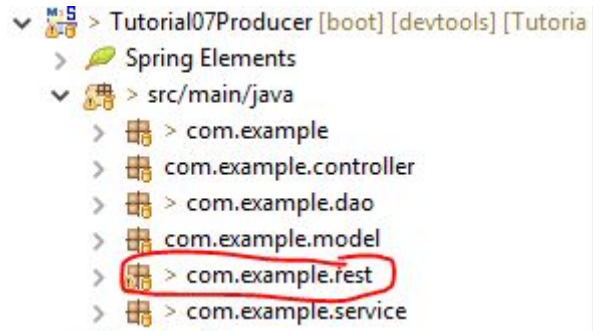 > Tutorial07Producer [boot] [devtools] [Tutoria
Spring Elements
> src/main/java
> com.example
com.example.controller
> com.example.dao
com.example.model
> com.example.rest
> com.example.service